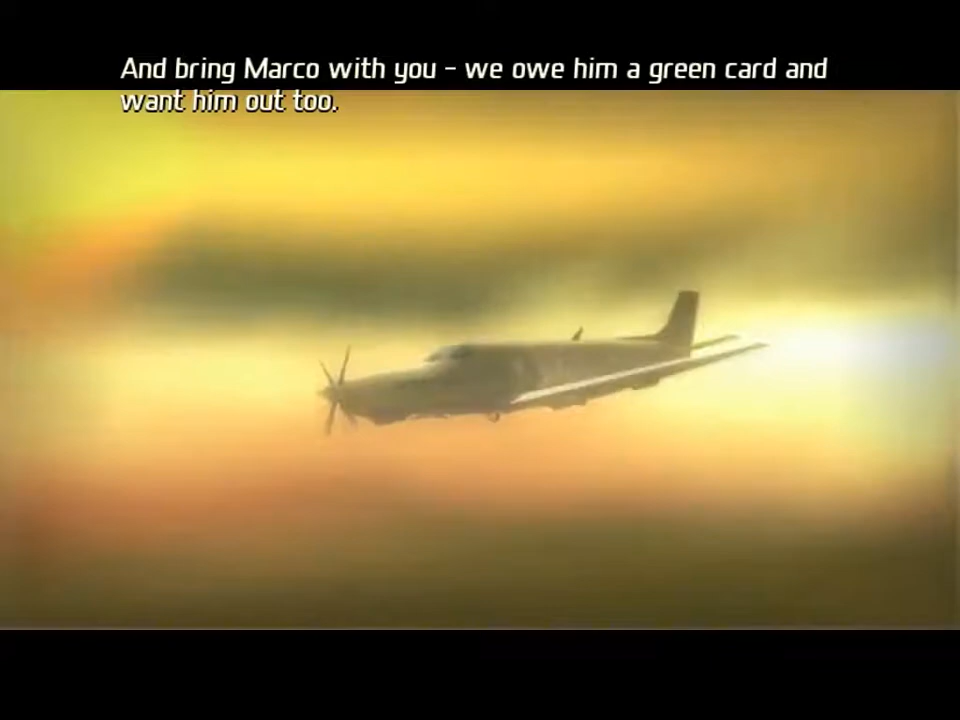 And bring Marco with you - we owe him a green card and
want him out too.